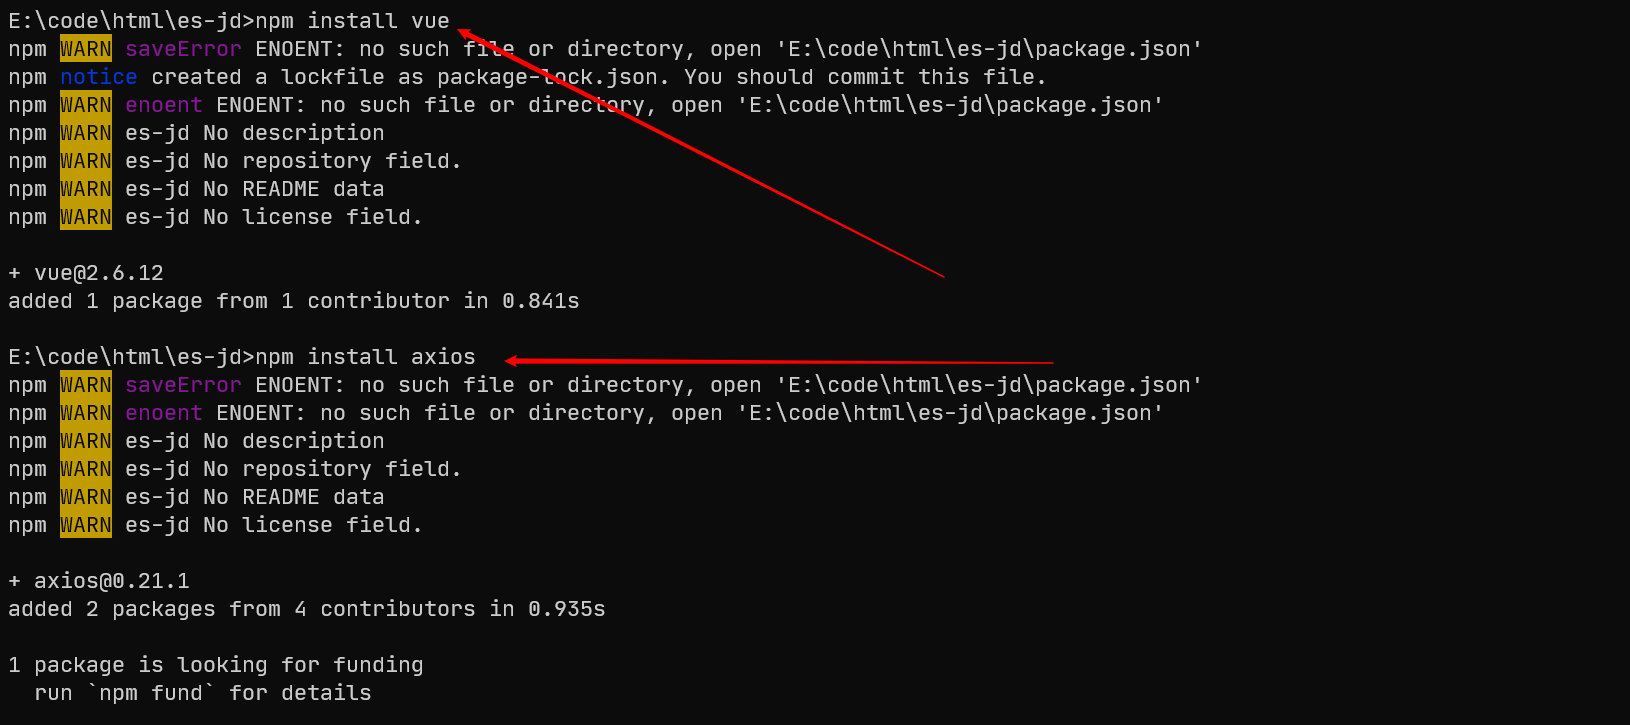 E:\code\html\es-jd>npm install vue
npm WARN saveError ENOENT: no such file or directory, open 'E:\code\html\es-jd\package.json'
npm notice created a lockfile as package-lock.json. You should commit this file.
npm WARN enoent ENOENT: no such file or directory, open 'E:\code\html\es-jd\package.json'
npm WARN es-jd No description
npm WARN es-jd No repository field.
npm WARN es-jd No README data
npm WARN es-jd No license field.
+ vue@2.6.12
added 1 package from 1 contributor in 0.841s
E:\code\html\es-jd>npm install axios
npm WARN saveError ENOENT: no such file or directory, open 'E:\code\html\es-jd\package.json'
npm WARN enoent ENOENT: no such file or directory, open 'E:\code\html\es-jd\package.json'
npm WARN es-jd No description
npm WARN es-jd No repository field.
npm WARN es-jd No README data
npm WARN es-jd No license field.
+ axios@0.21.1
added 2 packages from 4 contributors in 0.935s
1 package is looking for funding
  run `npm fund` for details